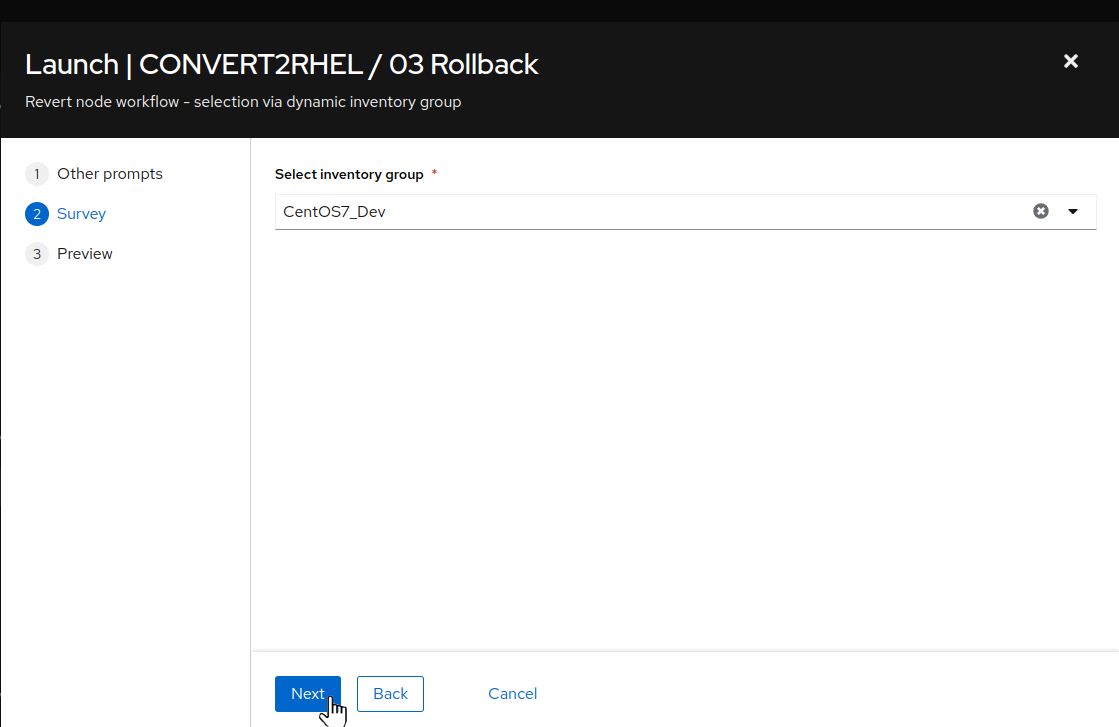 Launch | CONVERT2RHEL / 03 Rollback
Revert node workflow - selection via dynamic inventory group
1 Other prompts
2 Survey
3 Preview
Select inventory group *
CentOS7_Dev
Next Back Cancel